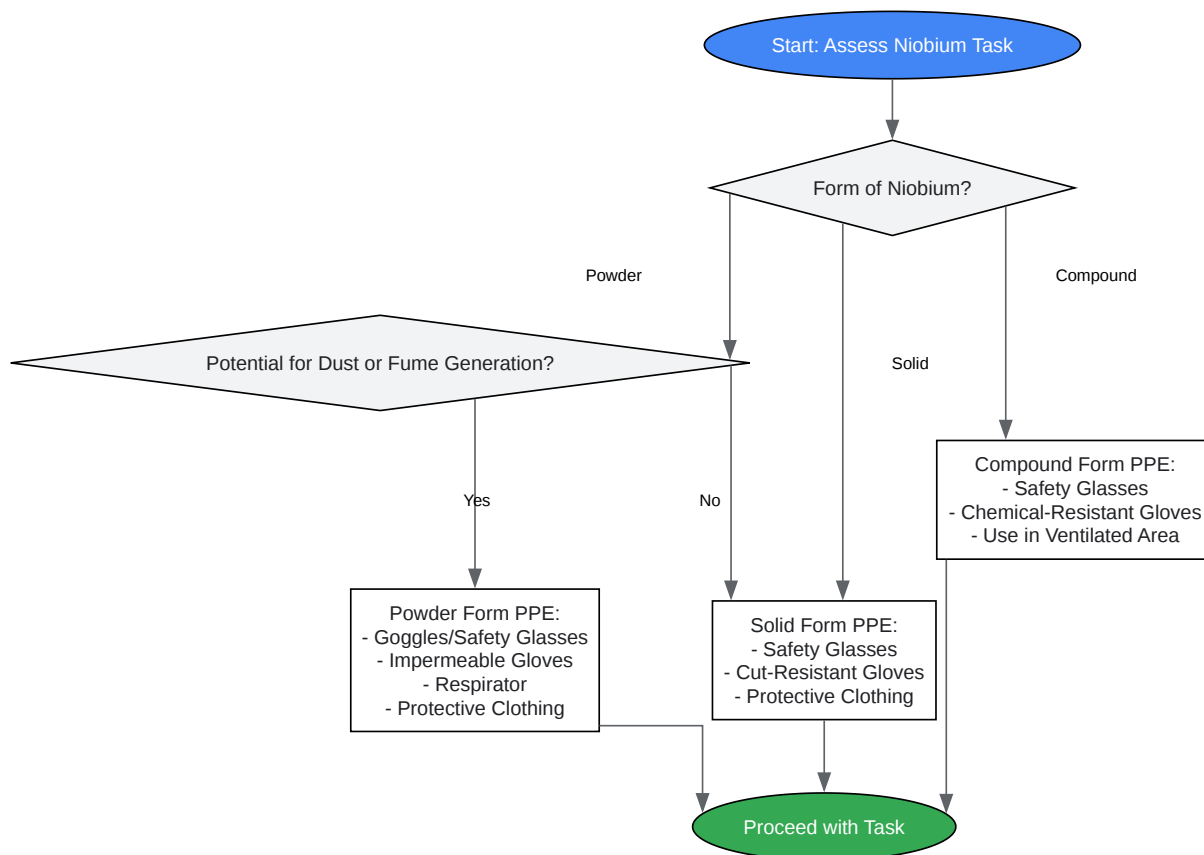 Start: Assess Niobium Task
Form of Niobium?
Powder
Compound
Potential for Dust or Fume Generation?
Solid
Compound Form PPE:
- Safety Glasses
- Chemical-Resistant Gloves
- Use in Ventilated Area
Yes
No
Powder Form PPE:
- Goggles/Safety Glasses
- Impermeable Gloves
- Respirator
- Protective Clothing
Solid Form PPE:
- Safety Glasses
- Cut-Resistant Gloves
- Protective Clothing
Proceed with Task